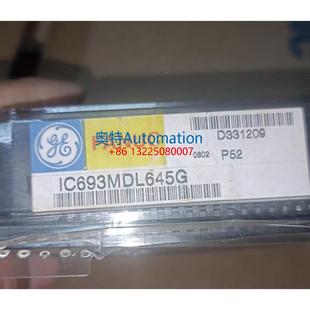 D331209
奥特Automation
+86 13225080007
0802 P52
IC693MDL645G